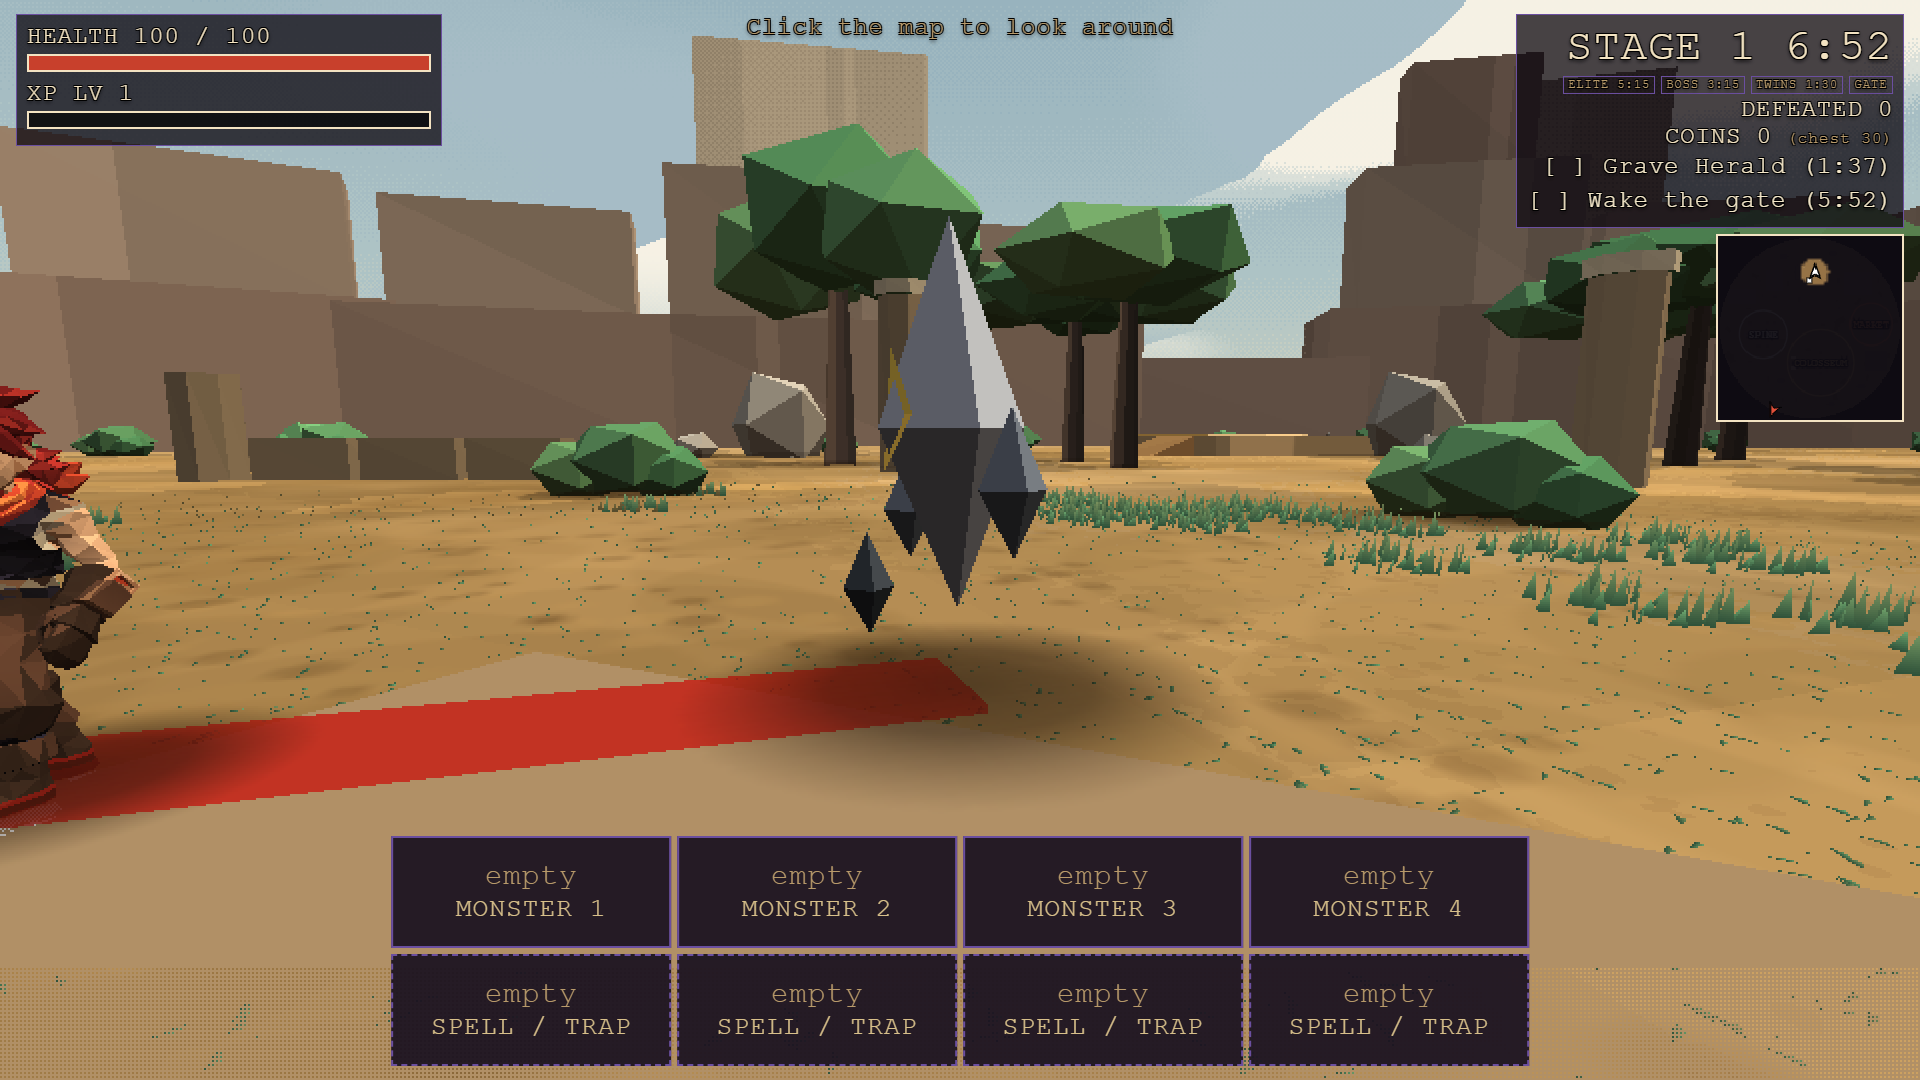 HEALTH 100 / 100
XP LV 1
Click the map to look around
STAGE 1 6:52
ELITE 5:15 BOSS 3:15 TWINS 1:30 GATE
DEFEATED 0
COINS 0 (chest 30)
[ ] Grave Herald (1:37)
[ ] Wake the gate (5:52)
empty
MONSTER 1
empty
MONSTER 2
empty
MONSTER 3
empty
MONSTER 4
empty
SPELL / TRAP
empty
SPELL / TRAP
empty
SPELL / TRAP
empty
SPELL / TRAP